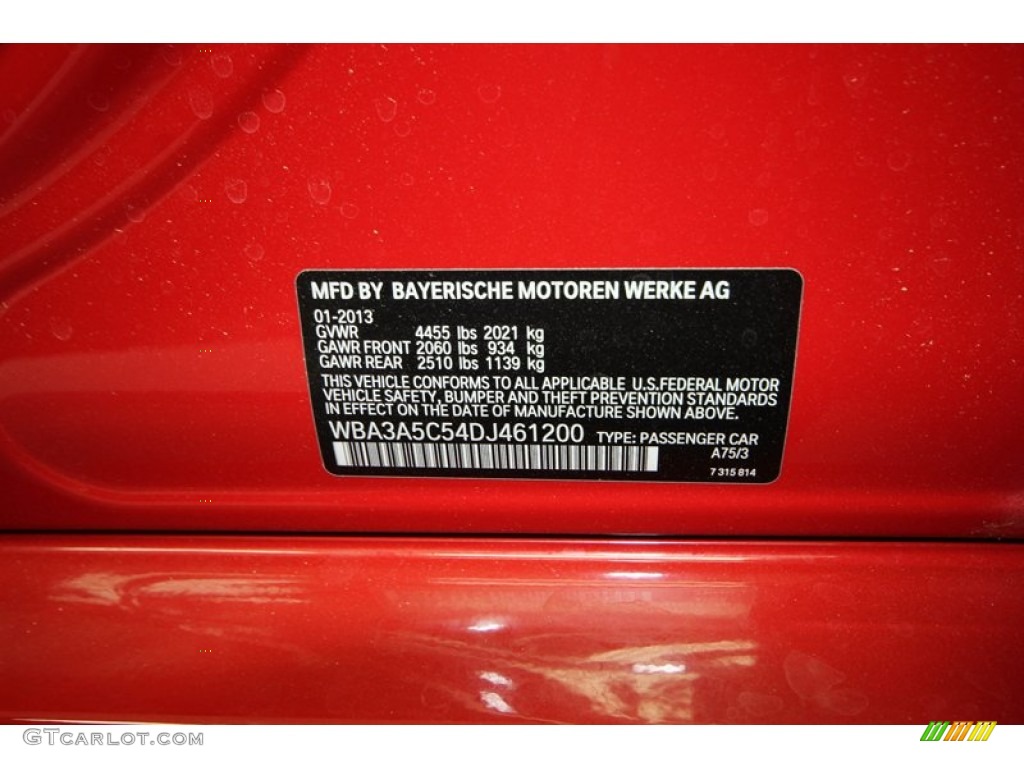 MFD BY BAYERISCHE MOTOREN WERKE AG
01-2013
GVWR 4455 lbs 2021 kg
GAWR FRONT 2060 lbs 934 kg
GAWR REAR 2510 lbs 1139 kg
THIS VEHICLE CONFORMS TO ALL APPLICABLE U.S.FEDERAL MOTOR
VEHICLE SAFETY, BUMPER AND THEFT PREVENTION STANDARDS
IN EFFECT ON THE DATE OF MANUFACTURE SHOWN ABOVE.
WBA3A5C54DJ461200 TYPE: PASSENGER CAR
A75/3
7 315 814
GTCarLot.com